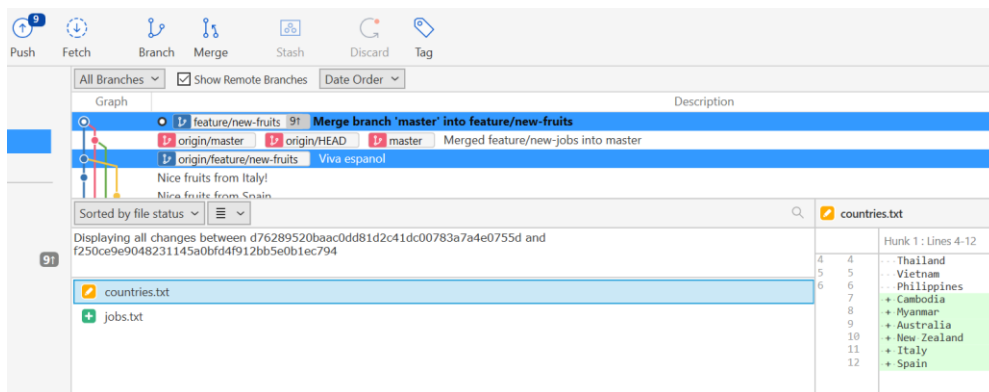 9
Push Fetch Branch Merge Stash Discard Tag
All Branches Show Remote Branches Date Order
Graph Description
feature/new-fruits 9↑ Merge branch 'master' into feature/new-fruits
origin/master origin/HEAD master Merged feature/new-jobs into master
origin/feature/new-fruits Viva espanol
Nice fruits from Italy!
Nice fruits from Spain
Sorted by file status
countries.txt
Displaying all changes between d76289520baac0dd81d2c41dc00783a7a4e0755d and
f250ce9e9048231145a0bfd4f912bb5e0b1ec794
9↑
countries.txt
jobs.txt
Hunk 1 : Lines 4-12
4 4 Thailand
5 5 Vietnam
6 6 Philippines
7 + Cambodia
8 + Myanmar
9 + Australia
10 + New Zealand
11 + Italy
12 + Spain